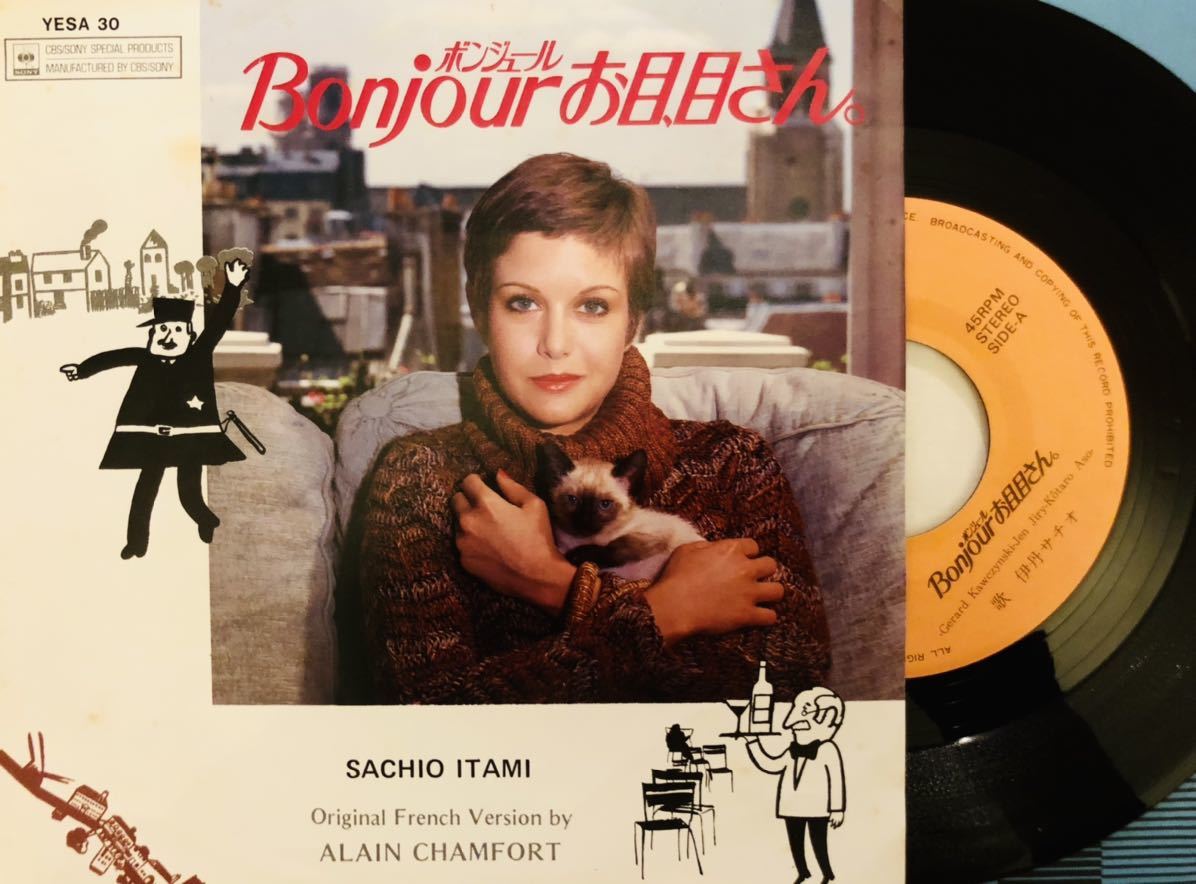 YESA 30
CBS/SONY SPECIAL PRODUCTS
MANUFACTURED BY CBS/SONY
SONY
ボンジュール
Bonjourお目目さん。
SACHIO ITAMI
Original French Version by
ALAIN CHAMFORT
BROADCASTING AND COPYING OF THIS RECORD PROHIBITED
45RPM
STEREO
SIDE-A
ボンジュール
Bonjourお目目さん。
Gerard Kawczynski-Jen Jiry-Kōtaro Aso.
歌 伊丹サチオ
ALL RIG